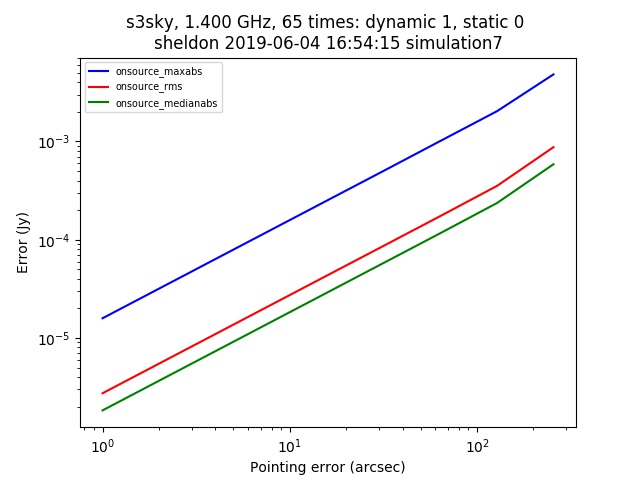 s3sky, 1.400 GHz, 65 times: dynamic 1, static 0
sheldon 2019-06-04 16:54:15 simulation7
onsource_maxabs
onsource_rms
onsource_medianabs
Error (Jy)
10⁻³
10⁻⁴
10⁻⁵
10⁰
10¹
10²
Pointing error (arcsec)